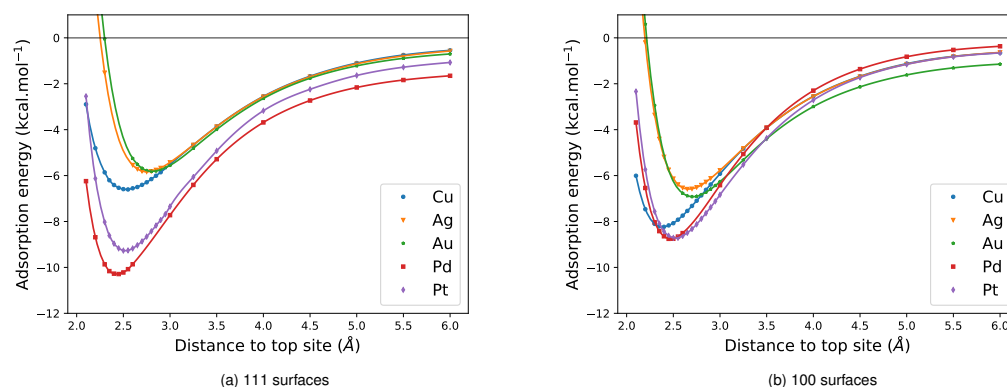 0
−2
−4
−6
−8
−10
−12
Adsorption energy (kcal.mol⁻¹)
Cu
Ag
Au
Pd
Pt
2.0 2.5 3.0 3.5 4.0 4.5 5.0 5.5 6.0
Distance to top site (Å)
(a) 111 surfaces
0
−2
−4
−6
−8
−10
−12
Adsorption energy (kcal.mol⁻¹)
Cu
Ag
Au
Pd
Pt
2.0 2.5 3.0 3.5 4.0 4.5 5.0 5.5 6.0
Distance to top site (Å)
(b) 100 surfaces